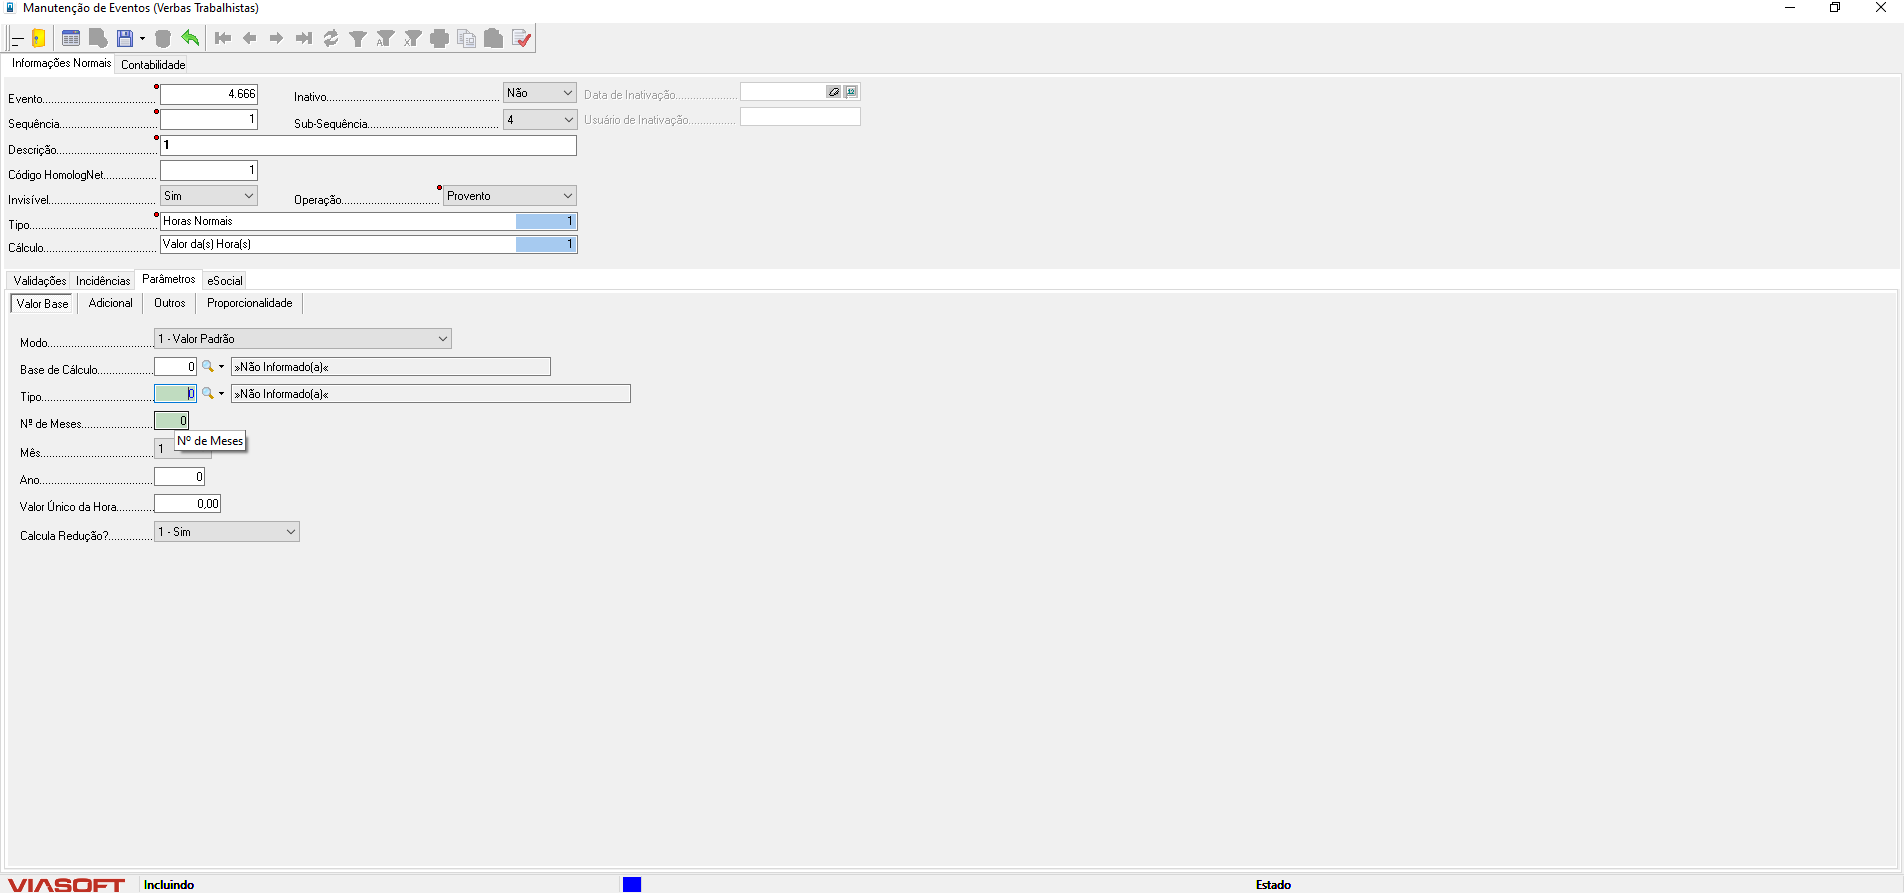 Manutenção de Eventos (Verbas Trabalhistas)
Informações Normais Contabilidade
Evento 4.666 Inativo Não Data de Inativação
Sequência 1 Sub-Sequência 4 Usuário de Inativação
Descrição 1
Código HomologNet 1
Invisível Sim Operação Provento
Tipo Horas Normais 1
Cálculo Valor da(s) Hora(s) 1
Validações Incidências Parâmetros eSocial
Valor Base Adicional Outros Proporcionalidade
Modo 1 - Valor Padrão
Base de Cálculo 0 »Não Informado(a)«
Tipo 0 »Não Informado(a)«
Nº de Meses 0
Nº de Meses
Mês 1
Ano 0
Valor Único da Hora 0,00
Calcula Redução? 1 - Sim
VIASOFT Incluindo Estado